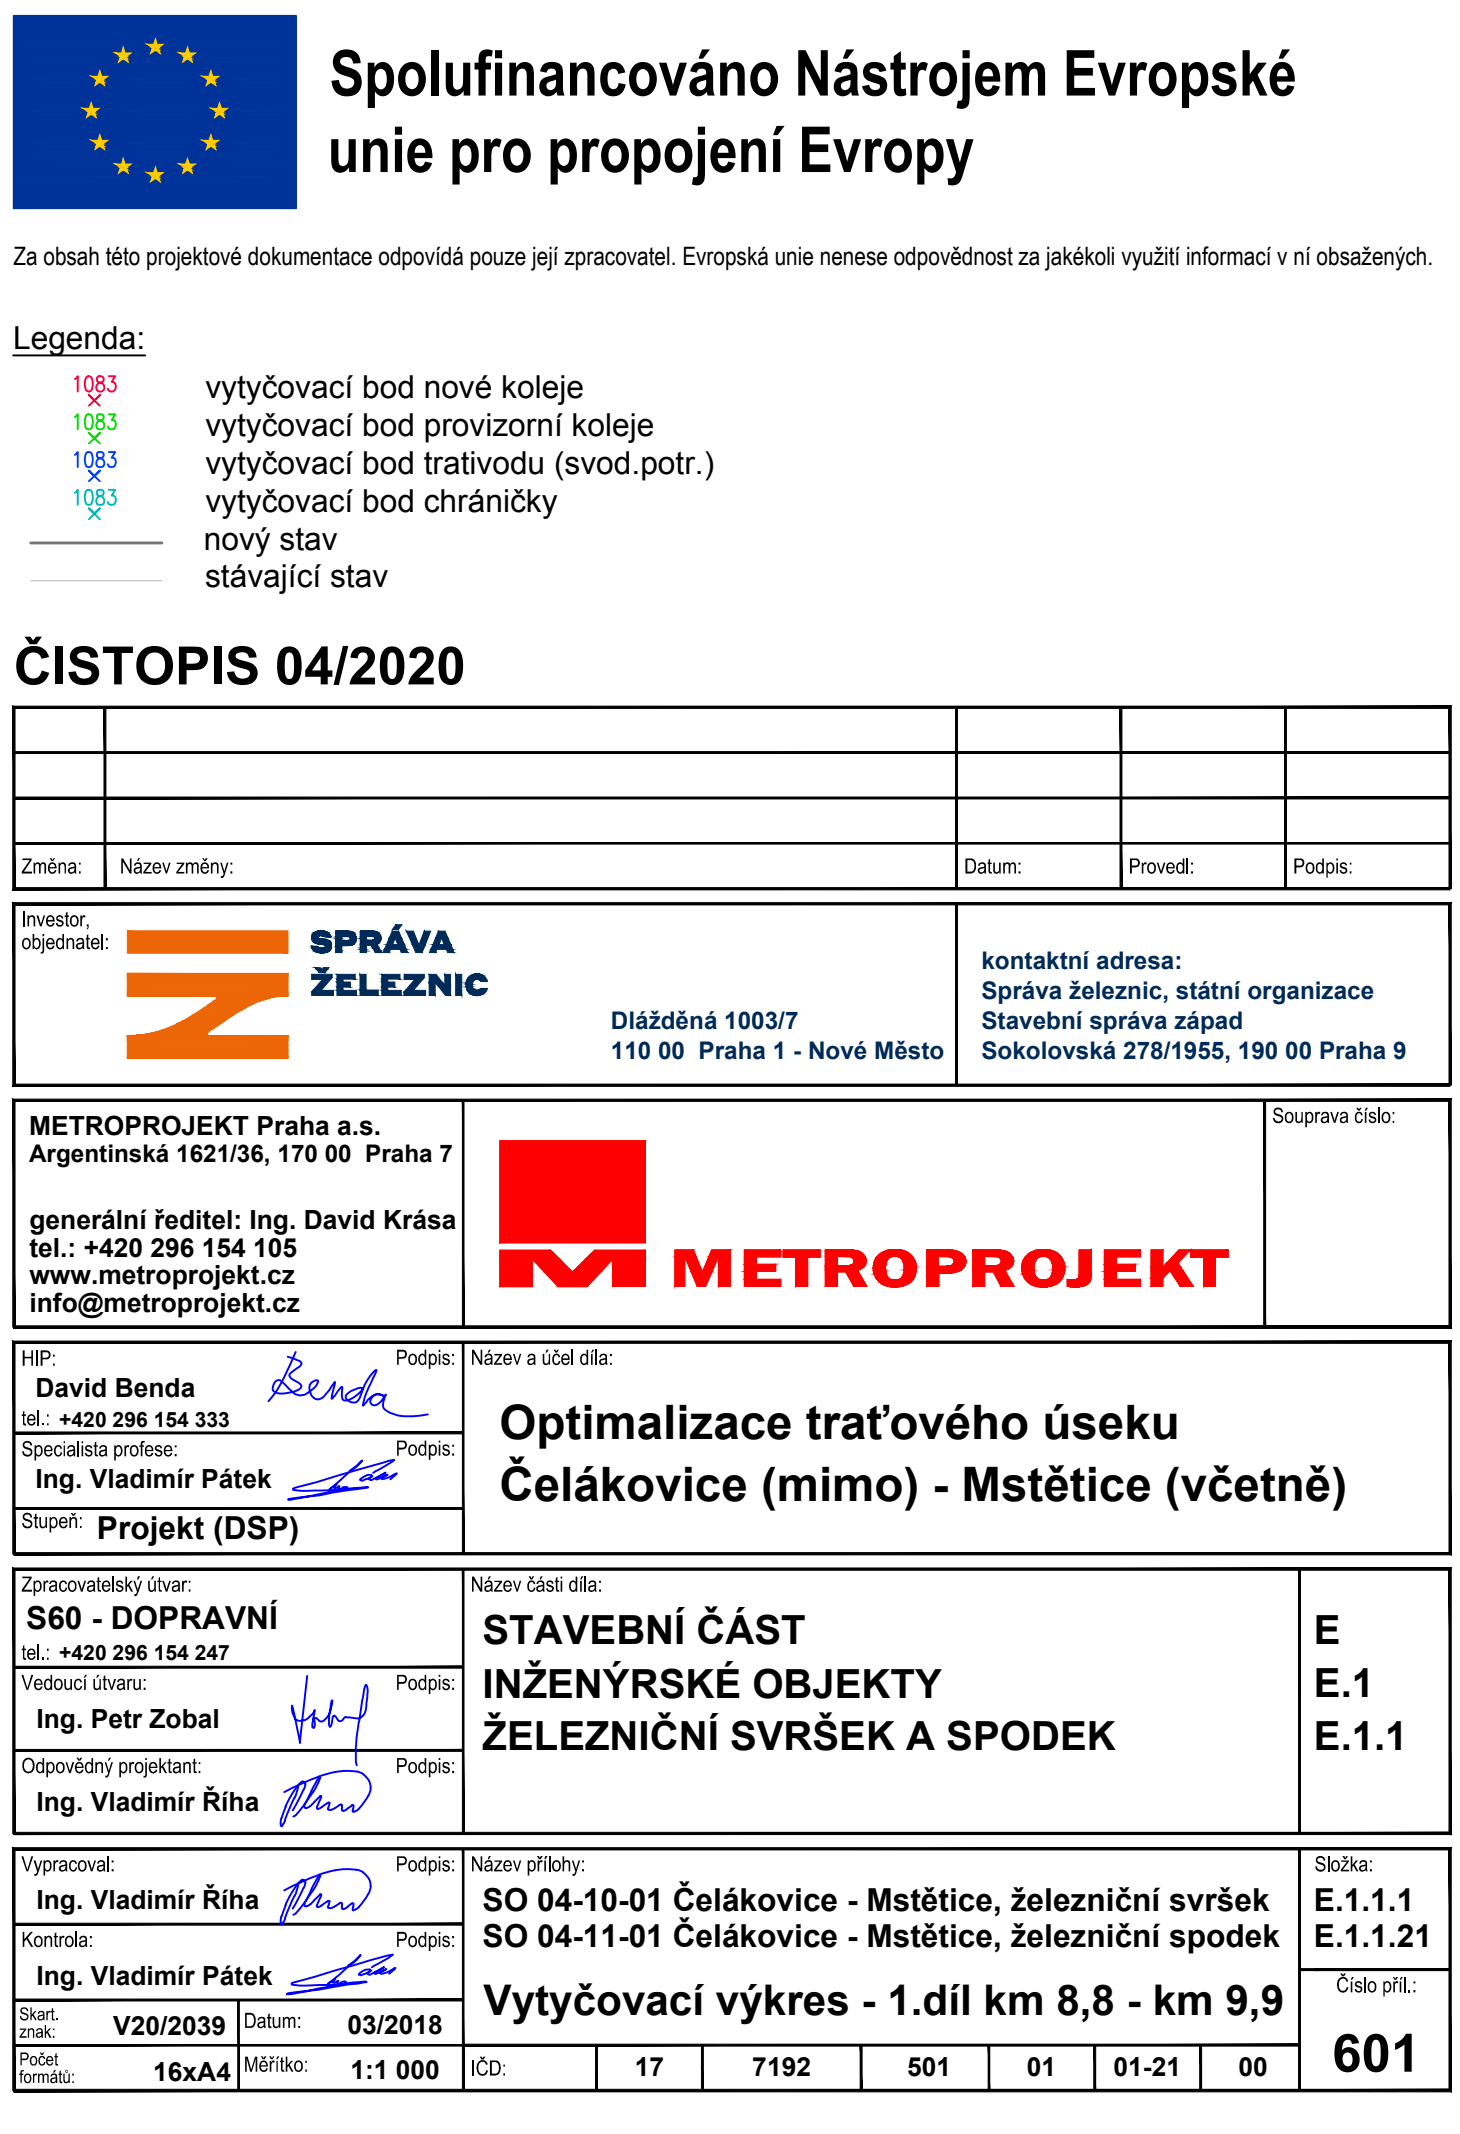 Spolufinancováno Nástrojem Evropské
unie pro propojení Evropy
Za obsah této projektové dokumentace odpovídá pouze její zpracovatel. Evropská unie nenese odpovědnost za jakékoli využití informací v ní obsažených.
Legenda:
1083 vytyčovací bod nové koleje
1083 vytyčovací bod provizorní koleje
1083 vytyčovací bod trativodu (svod.potr.)
1083 vytyčovací bod chráničky
nový stav
stávající stav
ČISTOPIS 04/2020
Změna: Název změny: Datum: Provedl: Podpis:
Investor,
objednatel:
SPRÁVA
ŽELEZNIC
Dlážděná 1003/7
110 00 Praha 1 - Nové Město
kontaktní adresa:
Správa železnic, státní organizace
Stavební správa západ
Sokolovská 278/1955, 190 00 Praha 9
METROPROJEKT Praha a.s.
Argentinská 1621/36, 170 00 Praha 7
generální ředitel: Ing. David Krása
tel.: +420 296 154 105
www.metroprojekt.cz
info@metroprojekt.cz
METROPROJEKT
Souprava číslo:
HIP: Podpis:
David Benda
Benda
tel.: +420 296 154 333
Specialista profese: Podpis:
Ing. Vladimír Pátek
Stupeň: Projekt (DSP)
Název a účel díla:
Optimalizace traťového úseku
Čelákovice (mimo) - Mstětice (včetně)
Zpracovatelský útvar:
S60 - DOPRAVNÍ
tel.: +420 296 154 247
Vedoucí útvaru: Podpis:
Ing. Petr Zobal
Odpovědný projektant: Podpis:
Ing. Vladimír Říha
Název části díla:
STAVEBNÍ ČÁST E
INŽENÝRSKÉ OBJEKTY E.1
ŽELEZNIČNÍ SVRŠEK A SPODEK E.1.1
Vypracoval: Podpis:
Ing. Vladimír Říha
Kontrola: Podpis:
Ing. Vladimír Pátek
Skart.
znak: V20/2039 Datum: 03/2018
Počet
formátů: 16xA4 Měřítko: 1:1 000
Název přílohy: Složka:
SO 04-10-01 Čelákovice - Mstětice, železniční svršek E.1.1.1
SO 04-11-01 Čelákovice - Mstětice, železniční spodek E.1.1.21
Vytyčovací výkres - 1.díl km 8,8 - km 9,9
Číslo příl.:
601
IČD: 17 7192 501 01 01-21 00